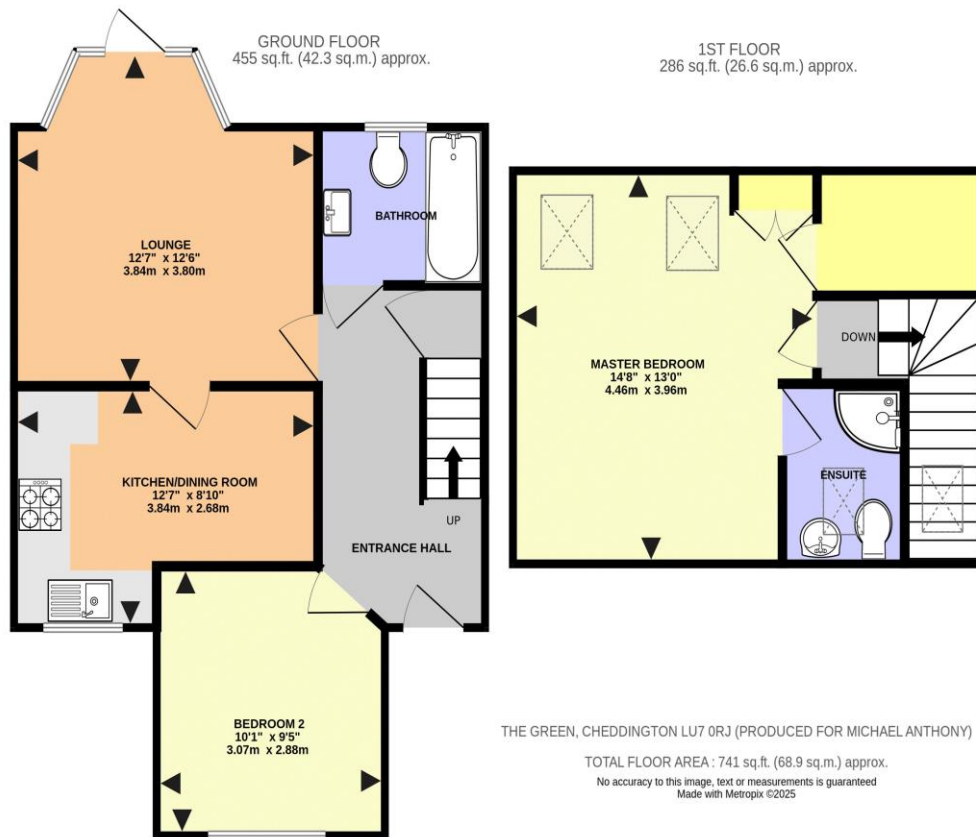 GROUND FLOOR
455 sq.ft. (42.3 sq.m.) approx.
1ST FLOOR
286 sq.ft. (26.6 sq.m.) approx.
LOUNGE
12'7" x 12'6"
3.84m x 3.80m
BATHROOM
KITCHEN/DINING ROOM
12'7" x 8'10"
3.84m x 2.68m
UP
ENTRANCE HALL
BEDROOM 2
10'1" x 9'5"
3.07m x 2.88m
DOWN
MASTER BEDROOM
14'8" x 13'0"
4.46m x 3.96m
ENSUITE
THE GREEN, CHEDDINGTON LU7 0RJ (PRODUCED FOR MICHAEL ANTHONY)
TOTAL FLOOR AREA : 741 sq.ft. (68.9 sq.m.) approx.
No accuracy to this image, text or measurements is guaranteed
Made with Metropix ©2025